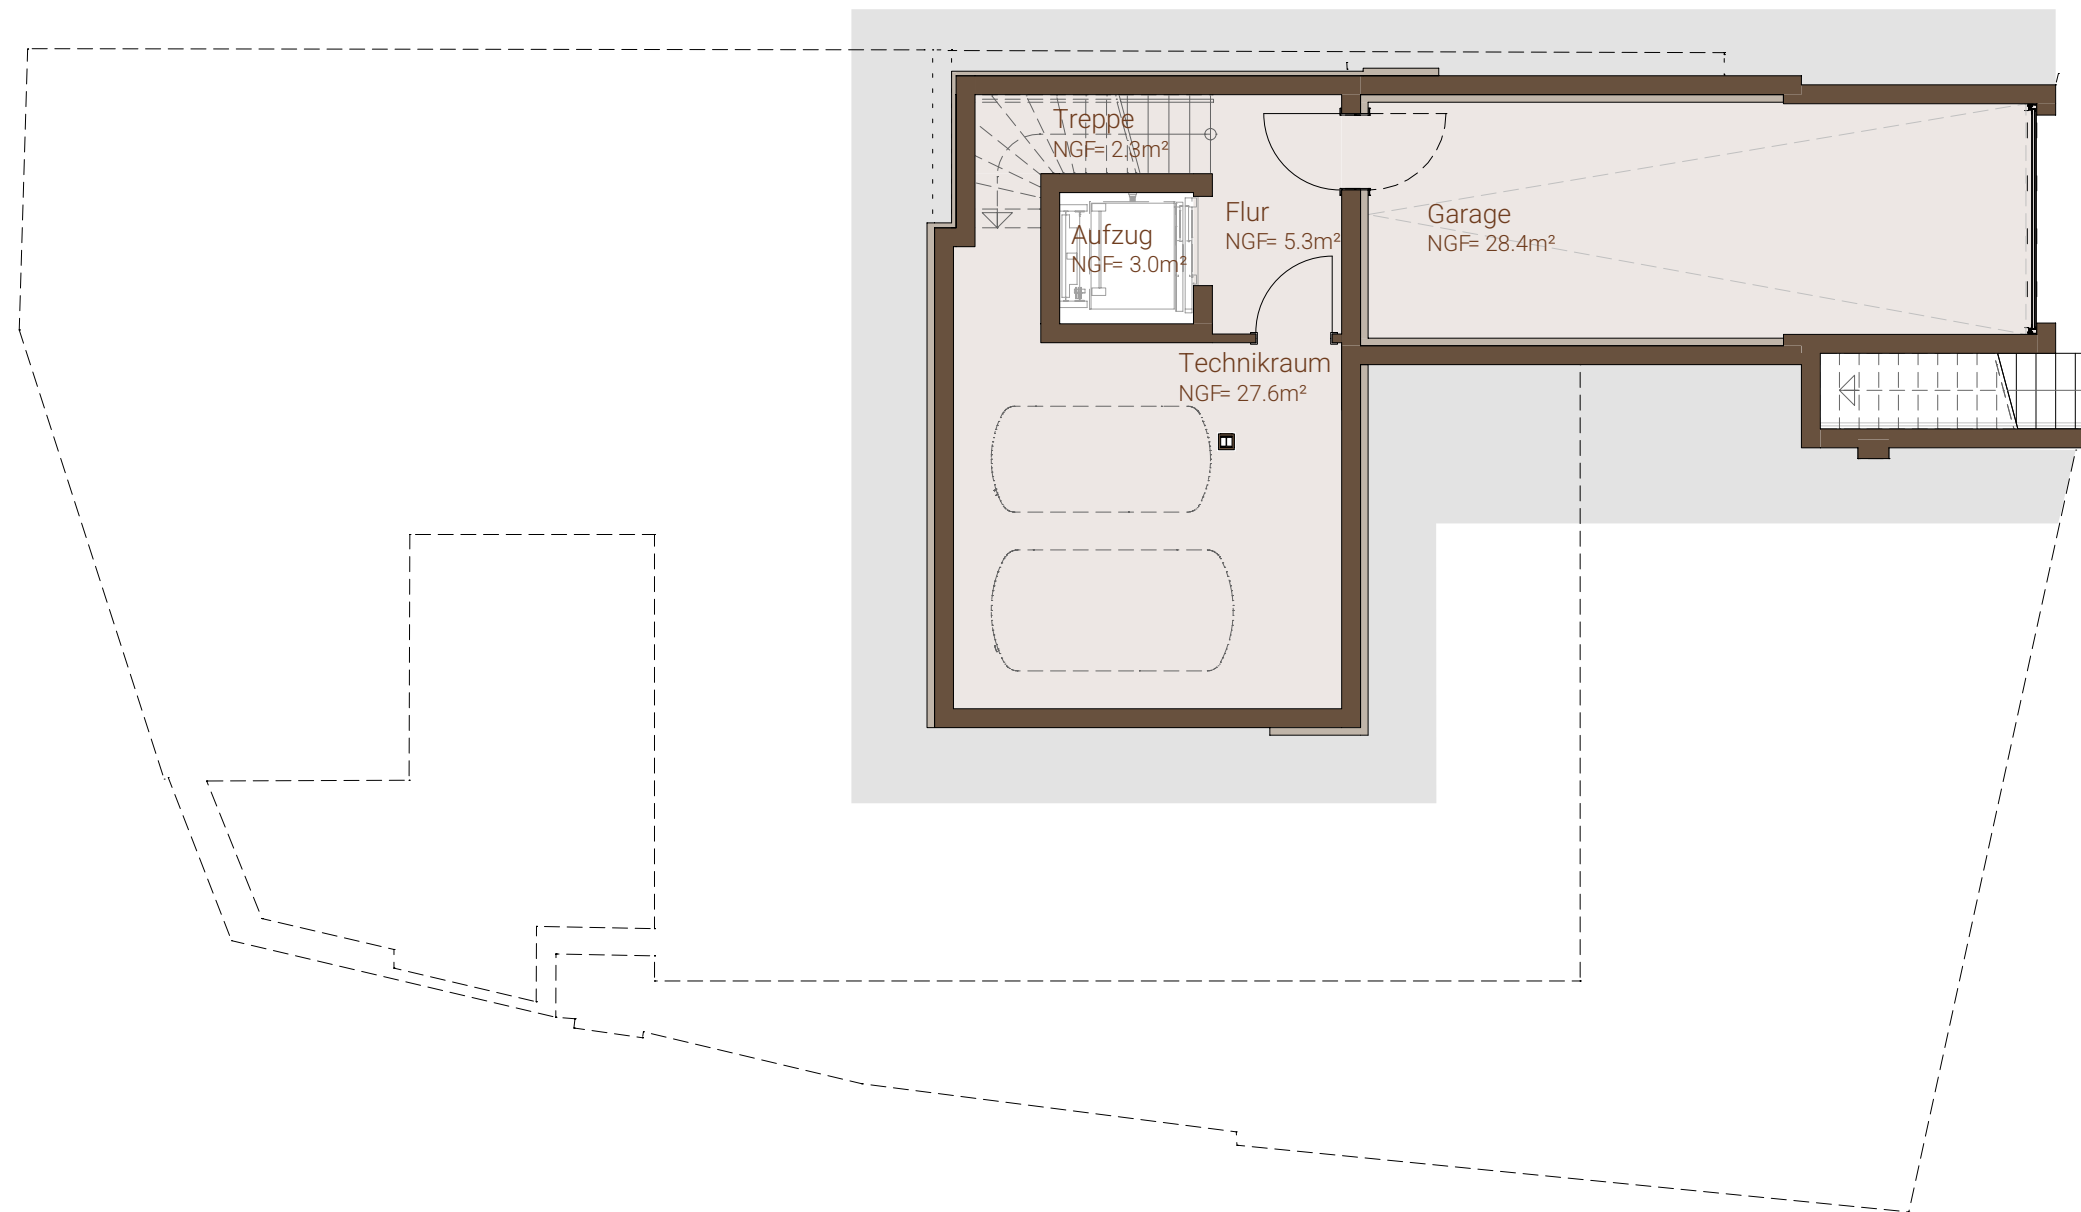 Treppe
NGF= 2.3m²
Flur
NGF= 5.3m²
Garage
NGF= 28.4m²
Aufzug
NGF= 3.0m²
Technikraum
NGF= 27.6m²